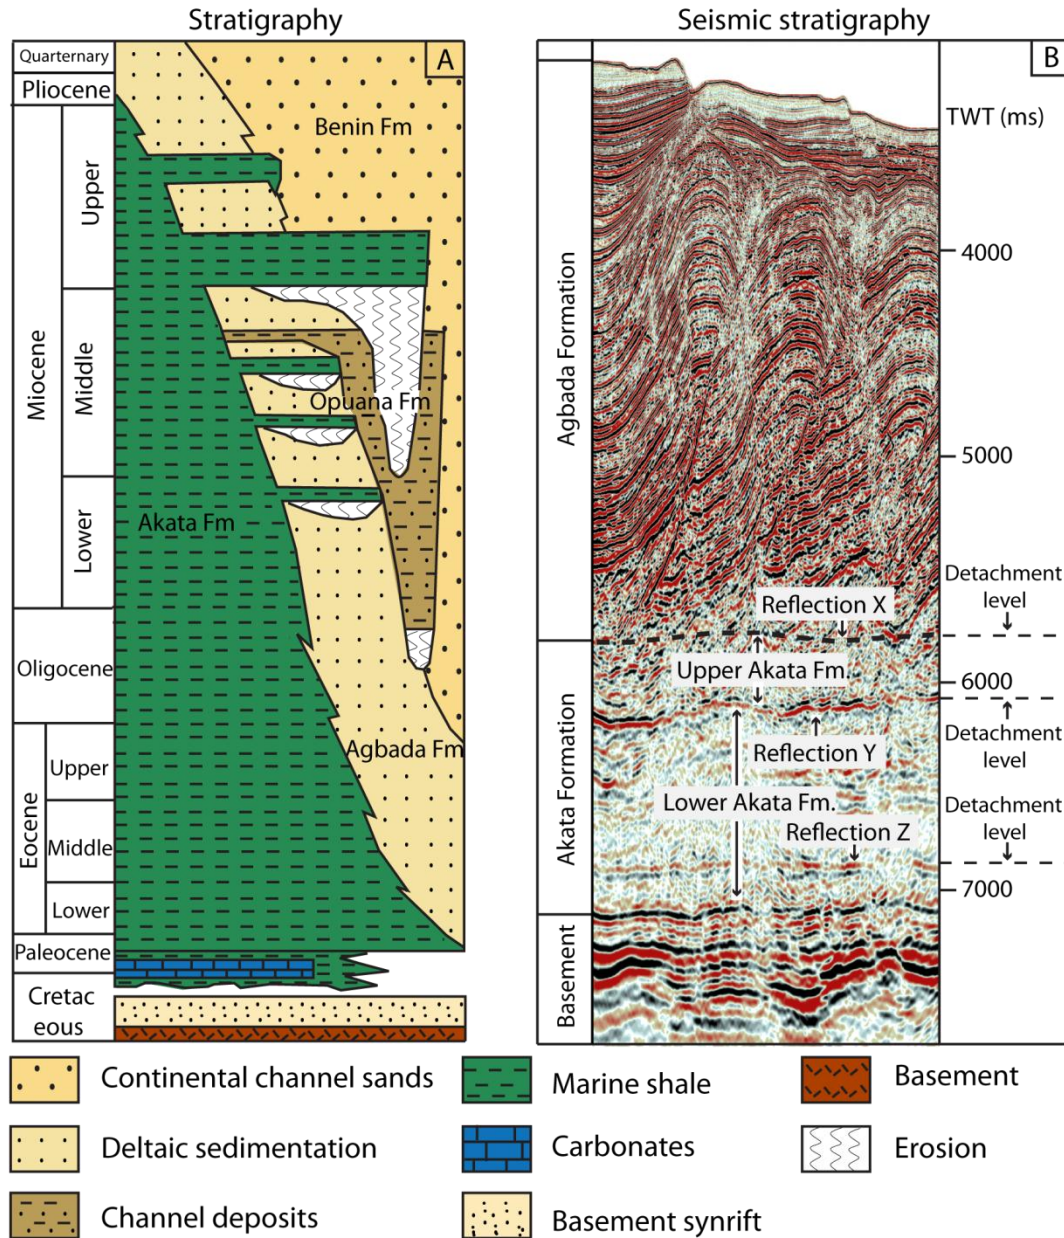 Stratigraphy
Seismic stratigraphy
A
Quarternary
Pliocene
Miocene
Upper
Middle
Lower
Oligocene
Eocene
Upper
Middle
Lower
Paleocene
Cretac
eous
Benin Fm
Opuana Fm
Akata Fm
Agbada Fm
B
TWT (ms)
Agbada Formation
Akata Formation
Basement
4000
5000
Detachment
level
Reflection X
Upper Akata Fm.
6000
Detachment
level
Reflection Y
Lower Akata Fm.
Detachment
level
Reflection Z
7000
Continental channel sands
Marine shale
Basement
Deltaic sedimentation
Carbonates
Erosion
Channel deposits
Basement synrift